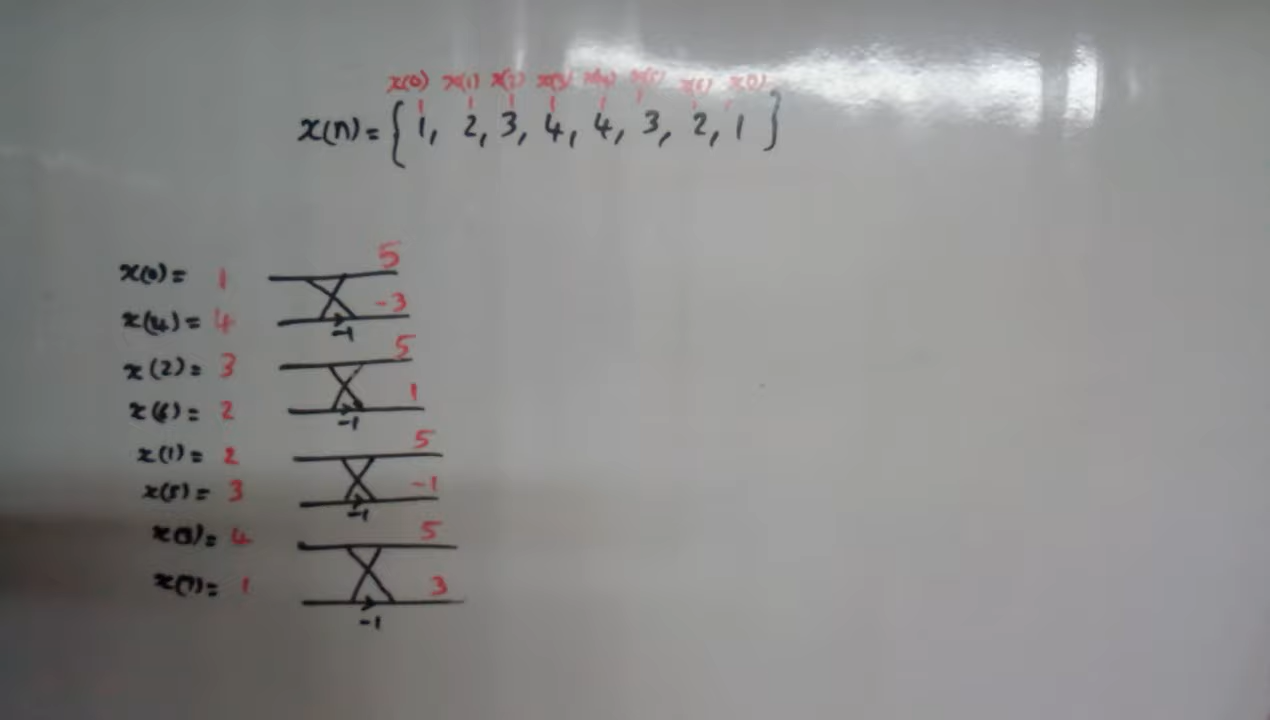 x(0) x(1) x(2) x(3) x(4) x(5) x(6)
x(n) = { 1, 2, 3, 4, 4, 3, 2, 1 }
x(0) = 1 5
x(4) = 4 -3
-1
x(2) = 3 5
x(6) = 2 1
-1
x(1) = 2 5
x(5) = 3 -1
-1
x(3) = 4 5
x(7) = 1 3
-1